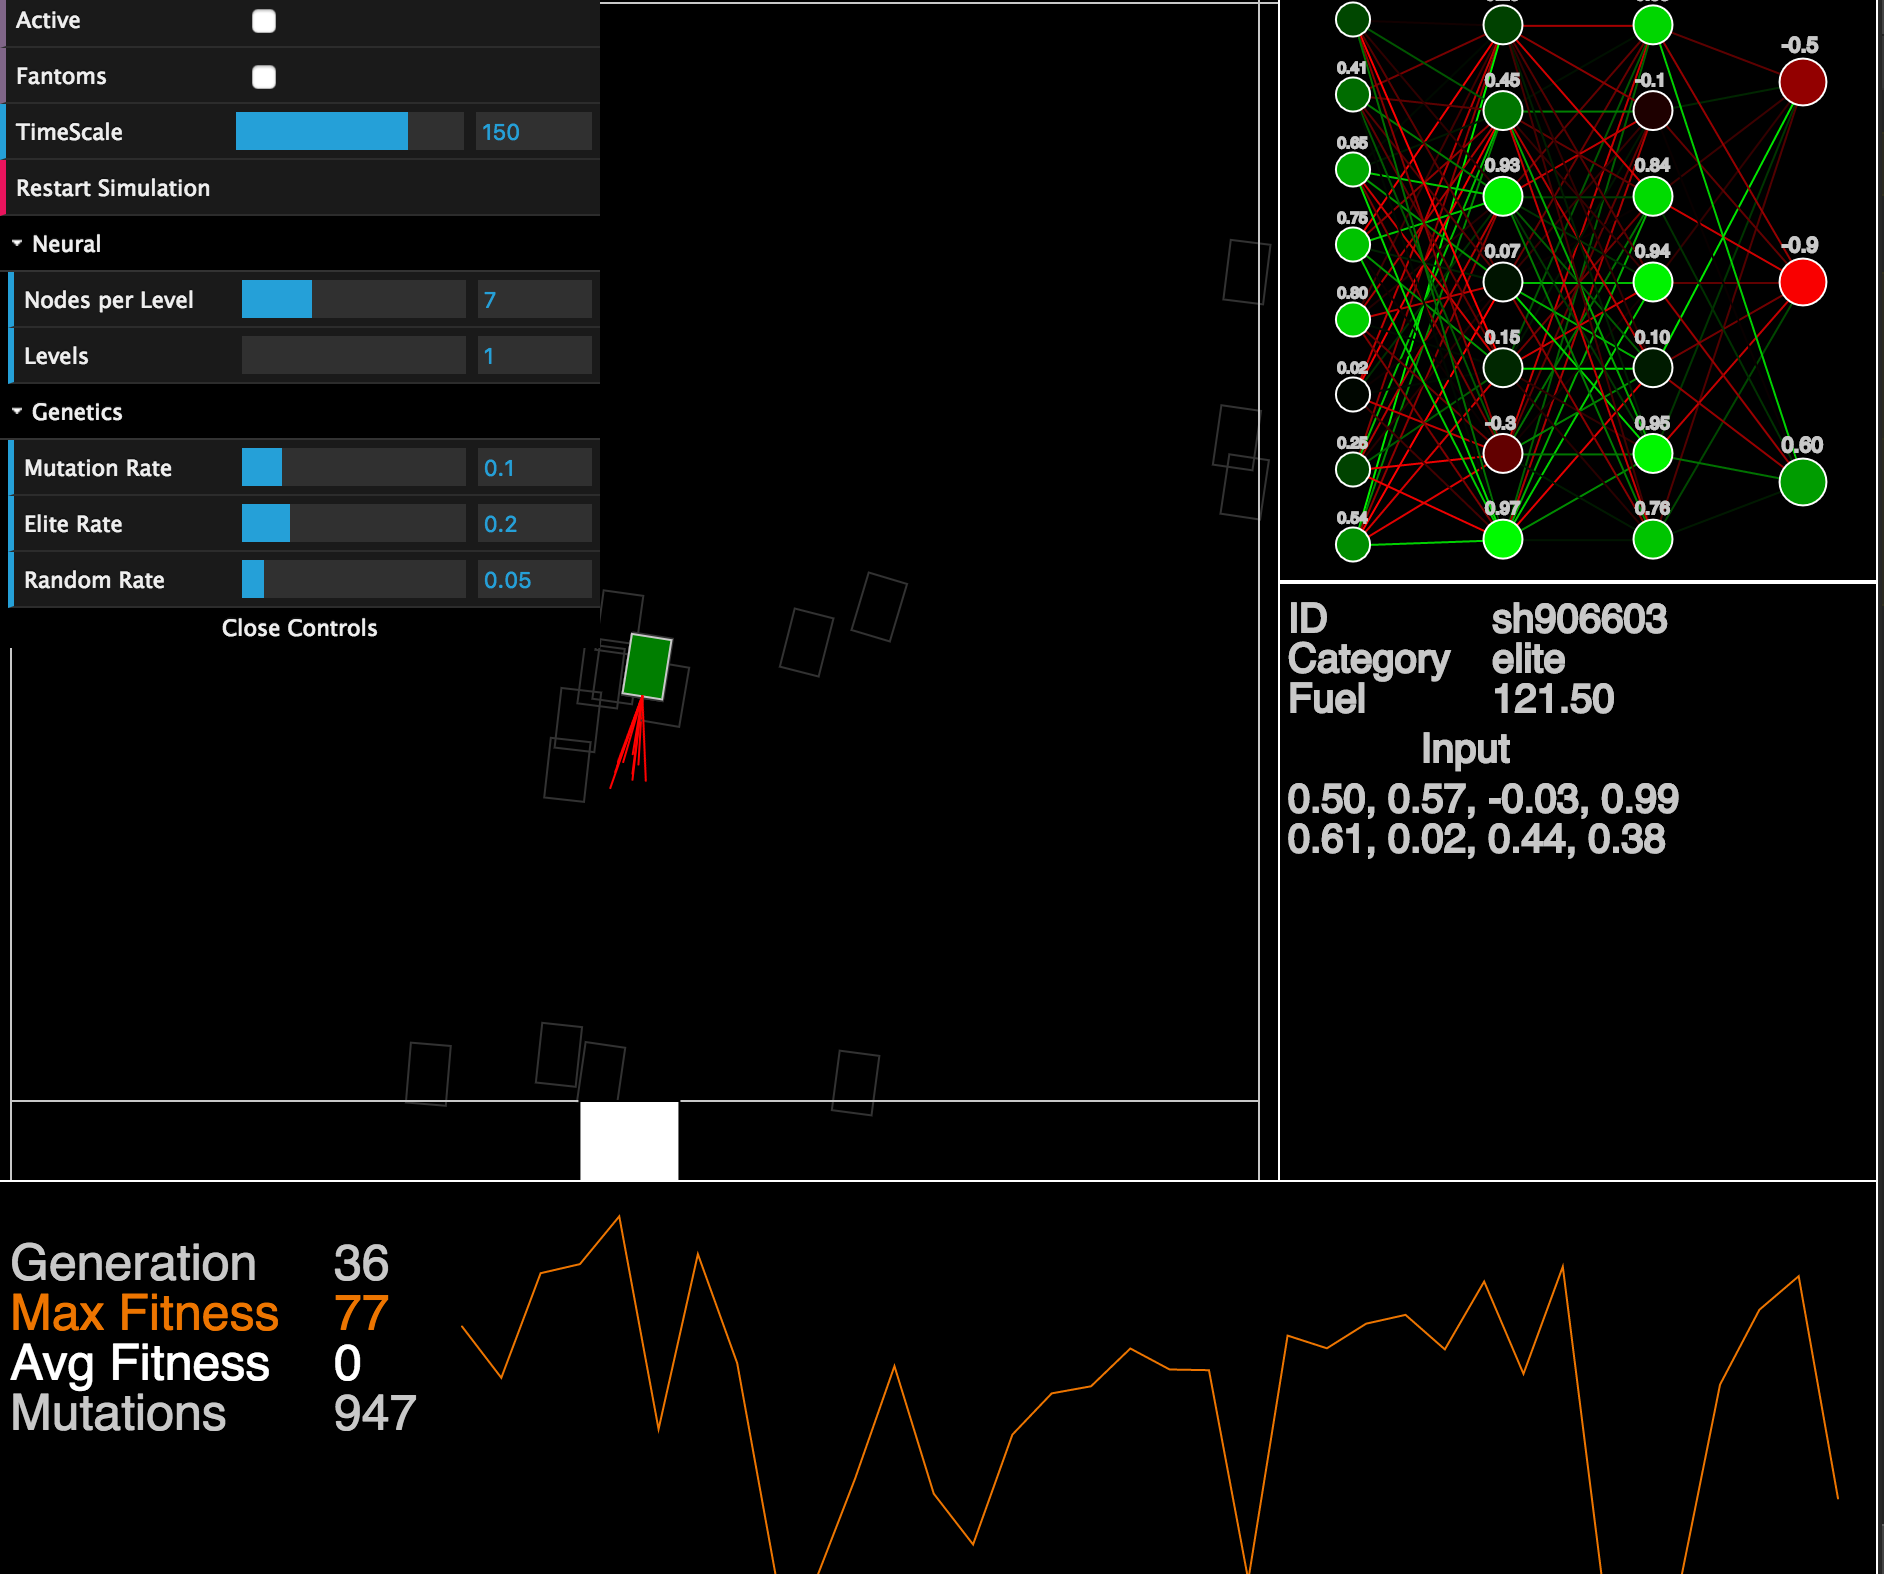 Active
Fantoms
TimeScale 150
Restart Simulation
Neural
Nodes per Level 7
Levels 1
Genetics
Mutation Rate 0.1
Elite Rate 0.2
Random Rate 0.05
Close Controls
0.41
0.65
0.75
0.80
0.02
0.25
0.54
0.45
0.93
0.07
0.15
-0.3
0.97
-0.1
0.84
0.94
0.10
0.95
0.76
-0.5
-0.9
0.60
ID sh906603
Category elite
Fuel 121.50
Input
0.50, 0.57, -0.03, 0.99
0.61, 0.02, 0.44, 0.38
Generation 36
Max Fitness 77
Avg Fitness 0
Mutations 947